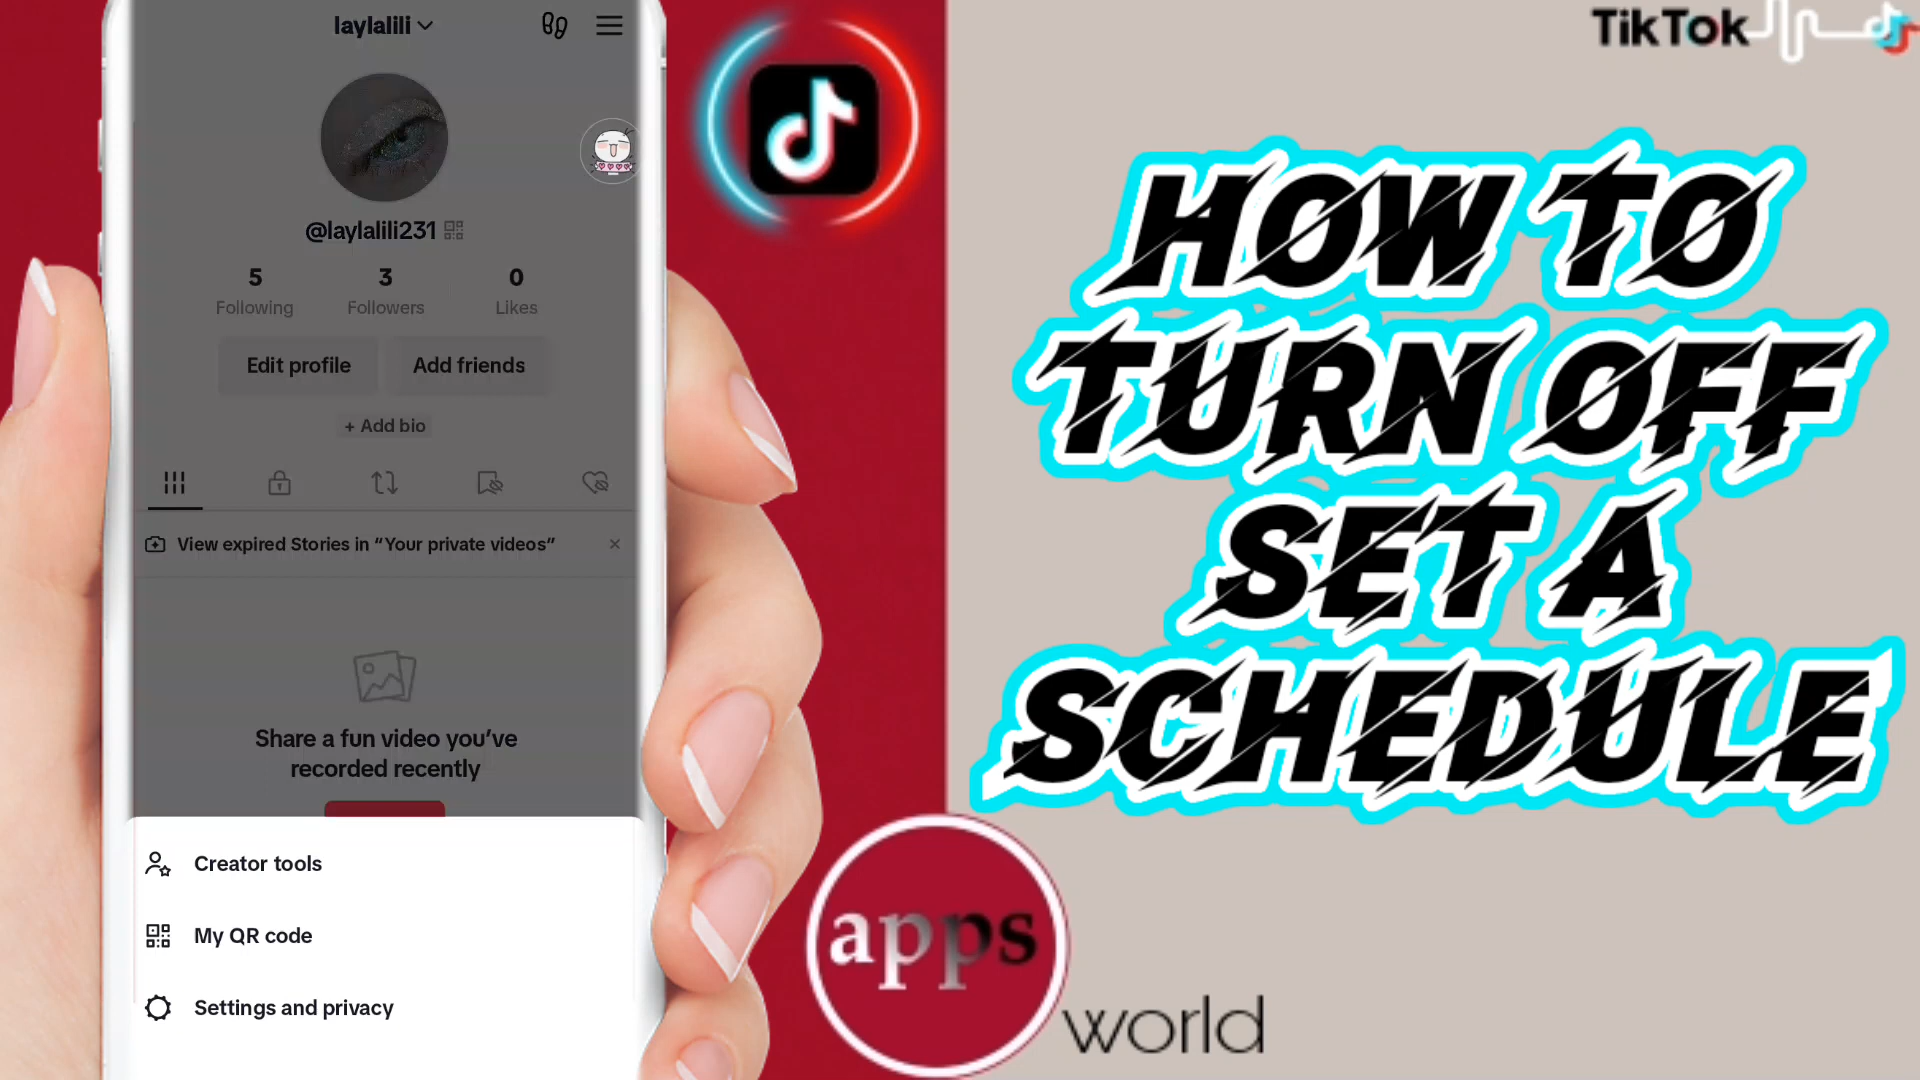 laylalili
@laylalili231
5 3 0
Following Followers Likes
Edit profile Add friends
+ Add bio
View expired Stories in “Your private videos”
Share a fun video you’ve
recorded recently
Creator tools
My QR code
Settings and privacy
TikTok
HOW TO
TURN OFF
SET A
SCHEDULE
apps
world